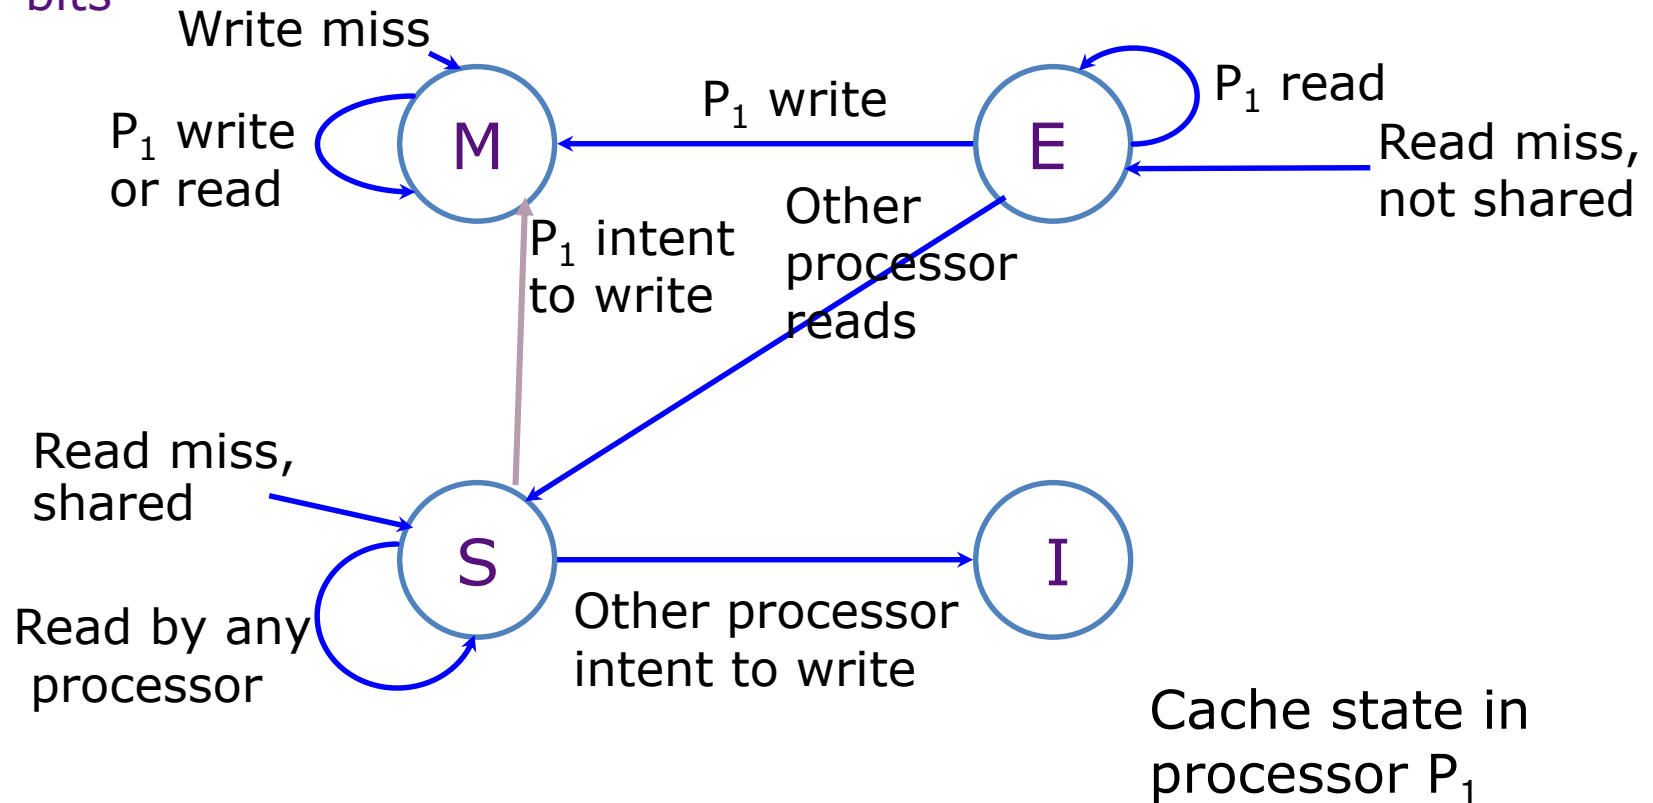 bits
Write miss
P₁ write
or read
M
P₁ write
E
P₁ read
Read miss,
not shared
P₁ intent
to write
Other
processor
reads
Read miss,
shared
S
I
Read by any
processor
Other processor
intent to write
Cache state in
processor P₁